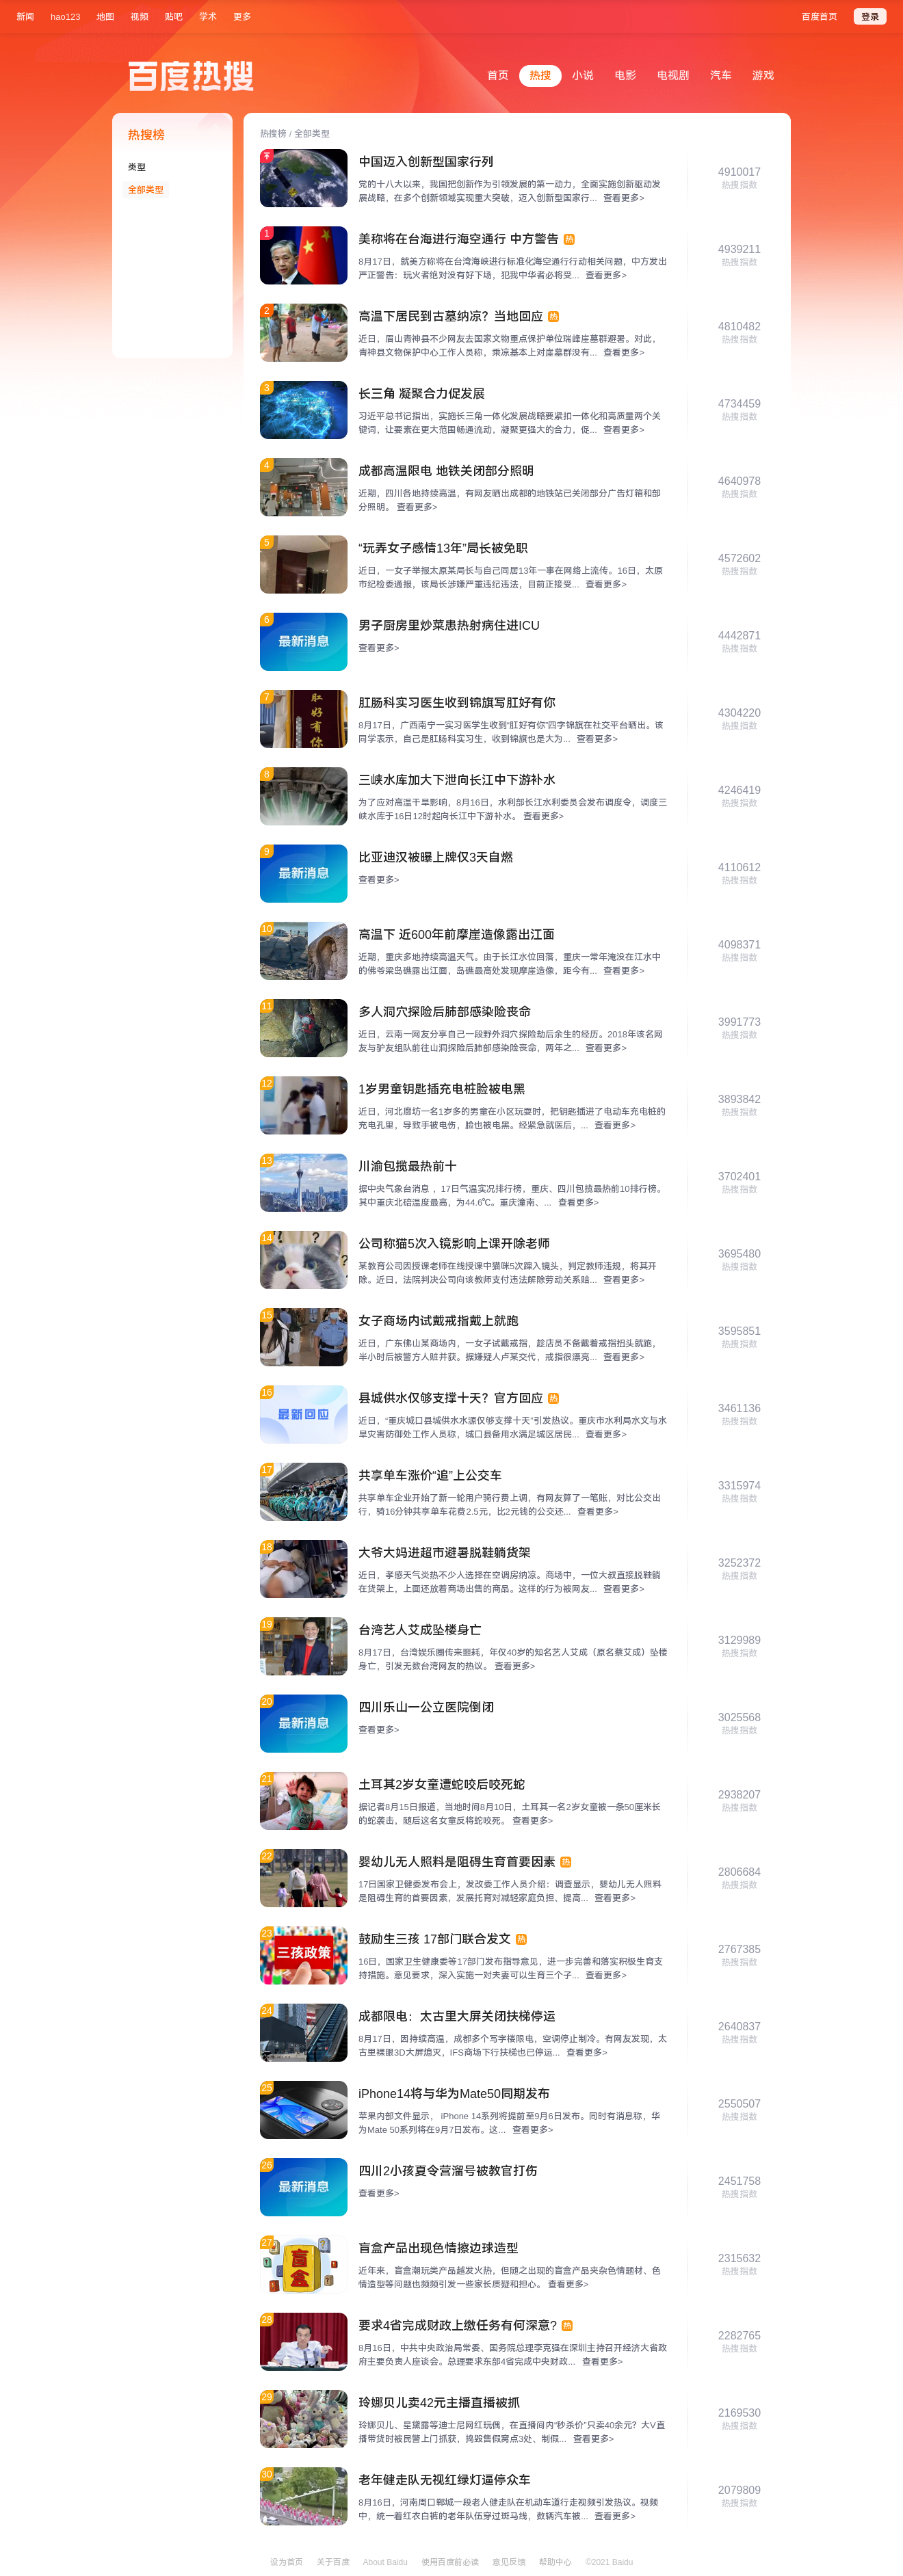 新闻 hao123 地图 视频 贴吧 学术 更多 百度首页 登录
百度热搜
首页 热搜 小说 电影 电视剧 汽车 游戏
热搜榜
类型
全部类型
热搜榜 / 全部类型
中国迈入创新型国家行列
党的十八大以来，我国把创新作为引领发展的第一动力，全面实施创新驱动发
展战略，在多个创新领域实现重大突破，迈入创新型国家行... 查看更多>
4910017
热搜指数
1
美称将在台海进行海空通行 中方警告 热
8月17日，就美方称将在台湾海峡进行标准化海空通行行动相关问题，中方发出
严正警告：玩火者绝对没有好下场，犯我中华者必将受... 查看更多>
4939211
热搜指数
2
高温下居民到古墓纳凉？当地回应 热
近日，眉山青神县不少网友去国家文物重点保护单位瑞峰崖墓群避暑。对此，
青神县文物保护中心工作人员称，乘凉基本上对崖墓群没有... 查看更多>
4810482
热搜指数
3
长三角 凝聚合力促发展
习近平总书记指出，实施长三角一体化发展战略要紧扣一体化和高质量两个关
键词，让要素在更大范围畅通流动，凝聚更强大的合力，促... 查看更多>
4734459
热搜指数
4
成都高温限电 地铁关闭部分照明
近期，四川各地持续高温，有网友晒出成都的地铁站已关闭部分广告灯箱和部
分照明。 查看更多>
4640978
热搜指数
5
“玩弄女子感情13年”局长被免职
近日，一女子举报太原某局长与自己同居13年一事在网络上流传。16日，太原
市纪检委通报，该局长涉嫌严重违纪违法，目前正接受... 查看更多>
4572602
热搜指数
6
最新消息
男子厨房里炒菜患热射病住进ICU
查看更多>
4442871
热搜指数
7
肛好有你
肛肠科实习医生收到锦旗写肛好有你
8月17日，广西南宁一实习医学生收到“肛好有你”四字锦旗在社交平台晒出。该
同学表示，自己是肛肠科实习生，收到锦旗也是大为... 查看更多>
4304220
热搜指数
8
三峡水库加大下泄向长江中下游补水
为了应对高温干旱影响，8月16日，水利部长江水利委员会发布调度令，调度三
峡水库于16日12时起向长江中下游补水。 查看更多>
4246419
热搜指数
9
最新消息
比亚迪汉被曝上牌仅3天自燃
查看更多>
4110612
热搜指数
10
高温下 近600年前摩崖造像露出江面
近期，重庆多地持续高温天气。由于长江水位回落，重庆一常年淹没在江水中
的佛爷梁岛礁露出江面，岛礁最高处发现摩崖造像，距今有... 查看更多>
4098371
热搜指数
11
多人洞穴探险后肺部感染险丧命
近日，云南一网友分享自己一段野外洞穴探险劫后余生的经历。2018年该名网
友与驴友组队前往山洞探险后肺部感染险丧命，两年之... 查看更多>
3991773
热搜指数
12
1岁男童钥匙插充电桩脸被电黑
近日，河北廊坊一名1岁多的男童在小区玩耍时，把钥匙插进了电动车充电桩的
充电孔里，导致手被电伤，脸也被电黑。经紧急就医后，... 查看更多>
3893842
热搜指数
13
川渝包揽最热前十
据中央气象台消息 ，17日气温实况排行榜，重庆、四川包揽最热前10排行榜。
其中重庆北碚温度最高，为44.6℃。重庆潼南、... 查看更多>
3702401
热搜指数
14
公司称猫5次入镜影响上课开除老师
某教育公司因授课老师在线授课中猫咪5次蹿入镜头，判定教师违规，将其开
除。近日，法院判决公司向该教师支付违法解除劳动关系赔... 查看更多>
3695480
热搜指数
15
女子商场内试戴戒指戴上就跑
近日，广东佛山某商场内，一女子试戴戒指，趁店员不备戴着戒指扭头就跑，
半小时后被警方人赃并获。据嫌疑人卢某交代，戒指很漂亮... 查看更多>
3595851
热搜指数
16
最新回应
县城供水仅够支撑十天？官方回应 热
近日，“重庆城口县城供水水源仅够支撑十天”引发热议。重庆市水利局水文与水
旱灾害防御处工作人员称，城口县备用水满足城区居民... 查看更多>
3461136
热搜指数
17
共享单车涨价“追”上公交车
共享单车企业开始了新一轮用户骑行费上调，有网友算了一笔账，对比公交出
行，骑16分钟共享单车花费2.5元，比2元钱的公交还... 查看更多>
3315974
热搜指数
18
大爷大妈进超市避暑脱鞋躺货架
近日，孝感天气炎热不少人选择在空调房纳凉。商场中，一位大叔直接脱鞋躺
在货架上，上面还放着商场出售的商品。这样的行为被网友... 查看更多>
3252372
热搜指数
19
台湾艺人艾成坠楼身亡
8月17日，台湾娱乐圈传来噩耗，年仅40岁的知名艺人艾成（原名蔡艾成）坠楼
身亡，引发无数台湾网友的热议。 查看更多>
3129989
热搜指数
20
最新消息
四川乐山一公立医院倒闭
查看更多>
3025568
热搜指数
21
土耳其2岁女童遭蛇咬后咬死蛇
据记者8月15日报道，当地时间8月10日，土耳其一名2岁女童被一条50厘米长
的蛇袭击，随后这名女童反将蛇咬死。 查看更多>
2938207
热搜指数
22
婴幼儿无人照料是阻碍生育首要因素 热
17日国家卫健委发布会上，发改委工作人员介绍：调查显示，婴幼儿无人照料
是阻碍生育的首要因素，发展托育对减轻家庭负担、提高... 查看更多>
2806684
热搜指数
23
三孩政策
鼓励生三孩 17部门联合发文 热
16日，国家卫生健康委等17部门发布指导意见，进一步完善和落实积极生育支
持措施。意见要求，深入实施一对夫妻可以生育三个子... 查看更多>
2767385
热搜指数
24
成都限电：太古里大屏关闭扶梯停运
8月17日，因持续高温，成都多个写字楼限电，空调停止制冷。有网友发现，太
古里裸眼3D大屏熄灭，IFS商场下行扶梯也已停运... 查看更多>
2640837
热搜指数
25
iPhone14将与华为Mate50同期发布
苹果内部文件显示， iPhone 14系列将提前至9月6日发布。同时有消息称，华
为Mate 50系列将在9月7日发布。这... 查看更多>
2550507
热搜指数
26
最新消息
四川2小孩夏令营溜号被教官打伤
查看更多>
2451758
热搜指数
27
盲盒
盲盒产品出现色情擦边球造型
近年来，盲盒潮玩类产品越发火热，但随之出现的盲盒产品夹杂色情题材、色
情造型等问题也频频引发一些家长质疑和担心。 查看更多>
2315632
热搜指数
28
要求4省完成财政上缴任务有何深意? 热
8月16日，中共中央政治局常委、国务院总理李克强在深圳主持召开经济大省政
府主要负责人座谈会。总理要求东部4省完成中央财政... 查看更多>
2282765
热搜指数
29
玲娜贝儿卖42元主播直播被抓
玲娜贝儿、星黛露等迪士尼网红玩偶，在直播间内“秒杀价”只卖40余元？大V直
播带货时被民警上门抓获，捣毁售假窝点3处、制假... 查看更多>
2169530
热搜指数
30
老年健走队无视红绿灯逼停众车
8月16日，河南周口郸城一段老人健走队在机动车道行走视频引发热议。视频
中，统一着红衣白裤的老年队伍穿过斑马线，数辆汽车被... 查看更多>
2079809
热搜指数
设为首页 关于百度 About Baidu 使用百度前必读 意见反馈 帮助中心 ©2021 Baidu